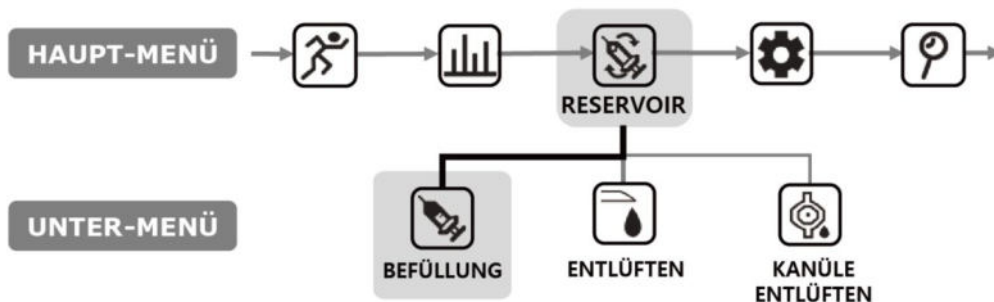 HAUPT-MENÜ
RESERVOIR
UNTER-MENÜ
BEFÜLLUNG
ENTLÜFTEN
KANÜLE
ENTLÜFTEN